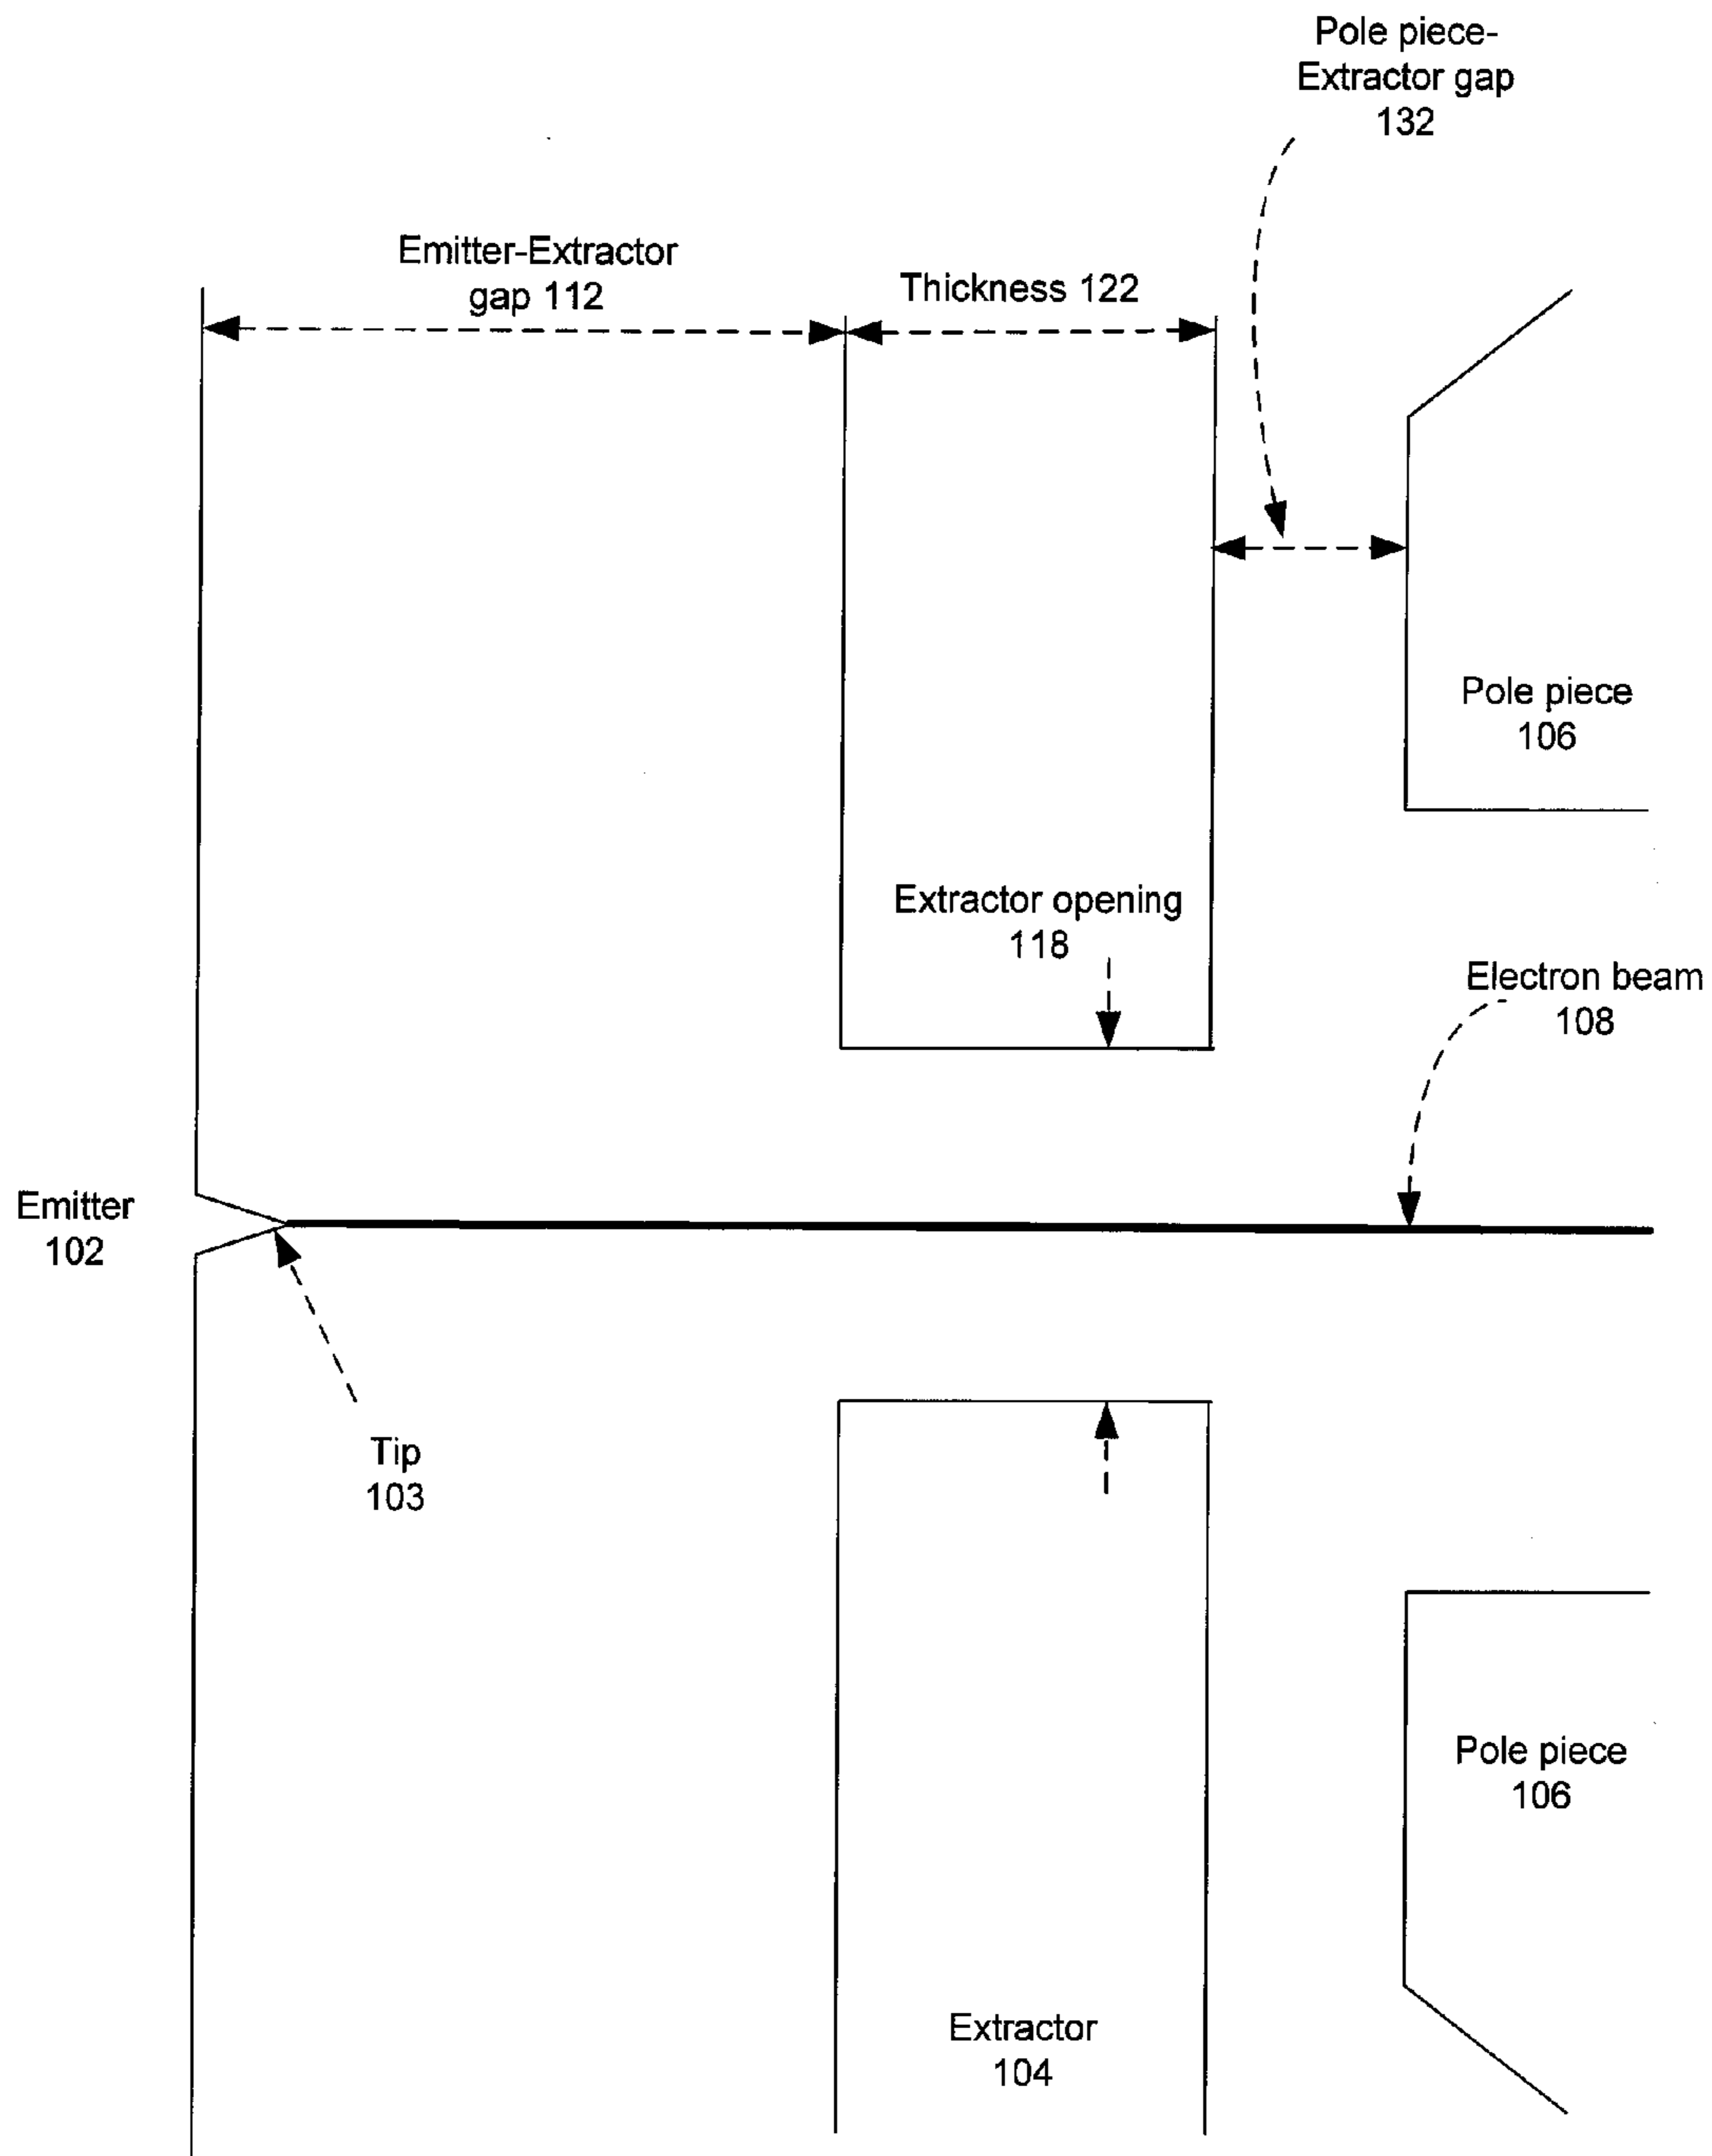 Pole piece-
Extractor gap
132
Emitter-Extractor
gap 112
Thickness 122
Pole piece
106
Extractor opening
118
Electron beam
108
Emitter
102
Tip
103
Pole piece
106
Extractor
104